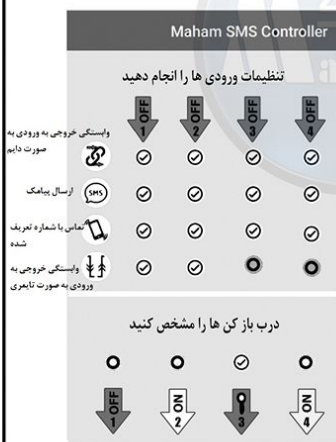 Maham SMS Controller
تنظیمات ورودی ها را انجام دهید
OFF OFF OFF OFF
1 2 3 4
وابستگی خروجی به ورودی به
صورت دایم
ارسال پیامک
SMS
تماس با شماره تعریف
شده
وابستگی خروجی به
ورودی به صورت تایمری
درب باز کن ها را مشخص کنید
OFF ON ON
1 2 3 4